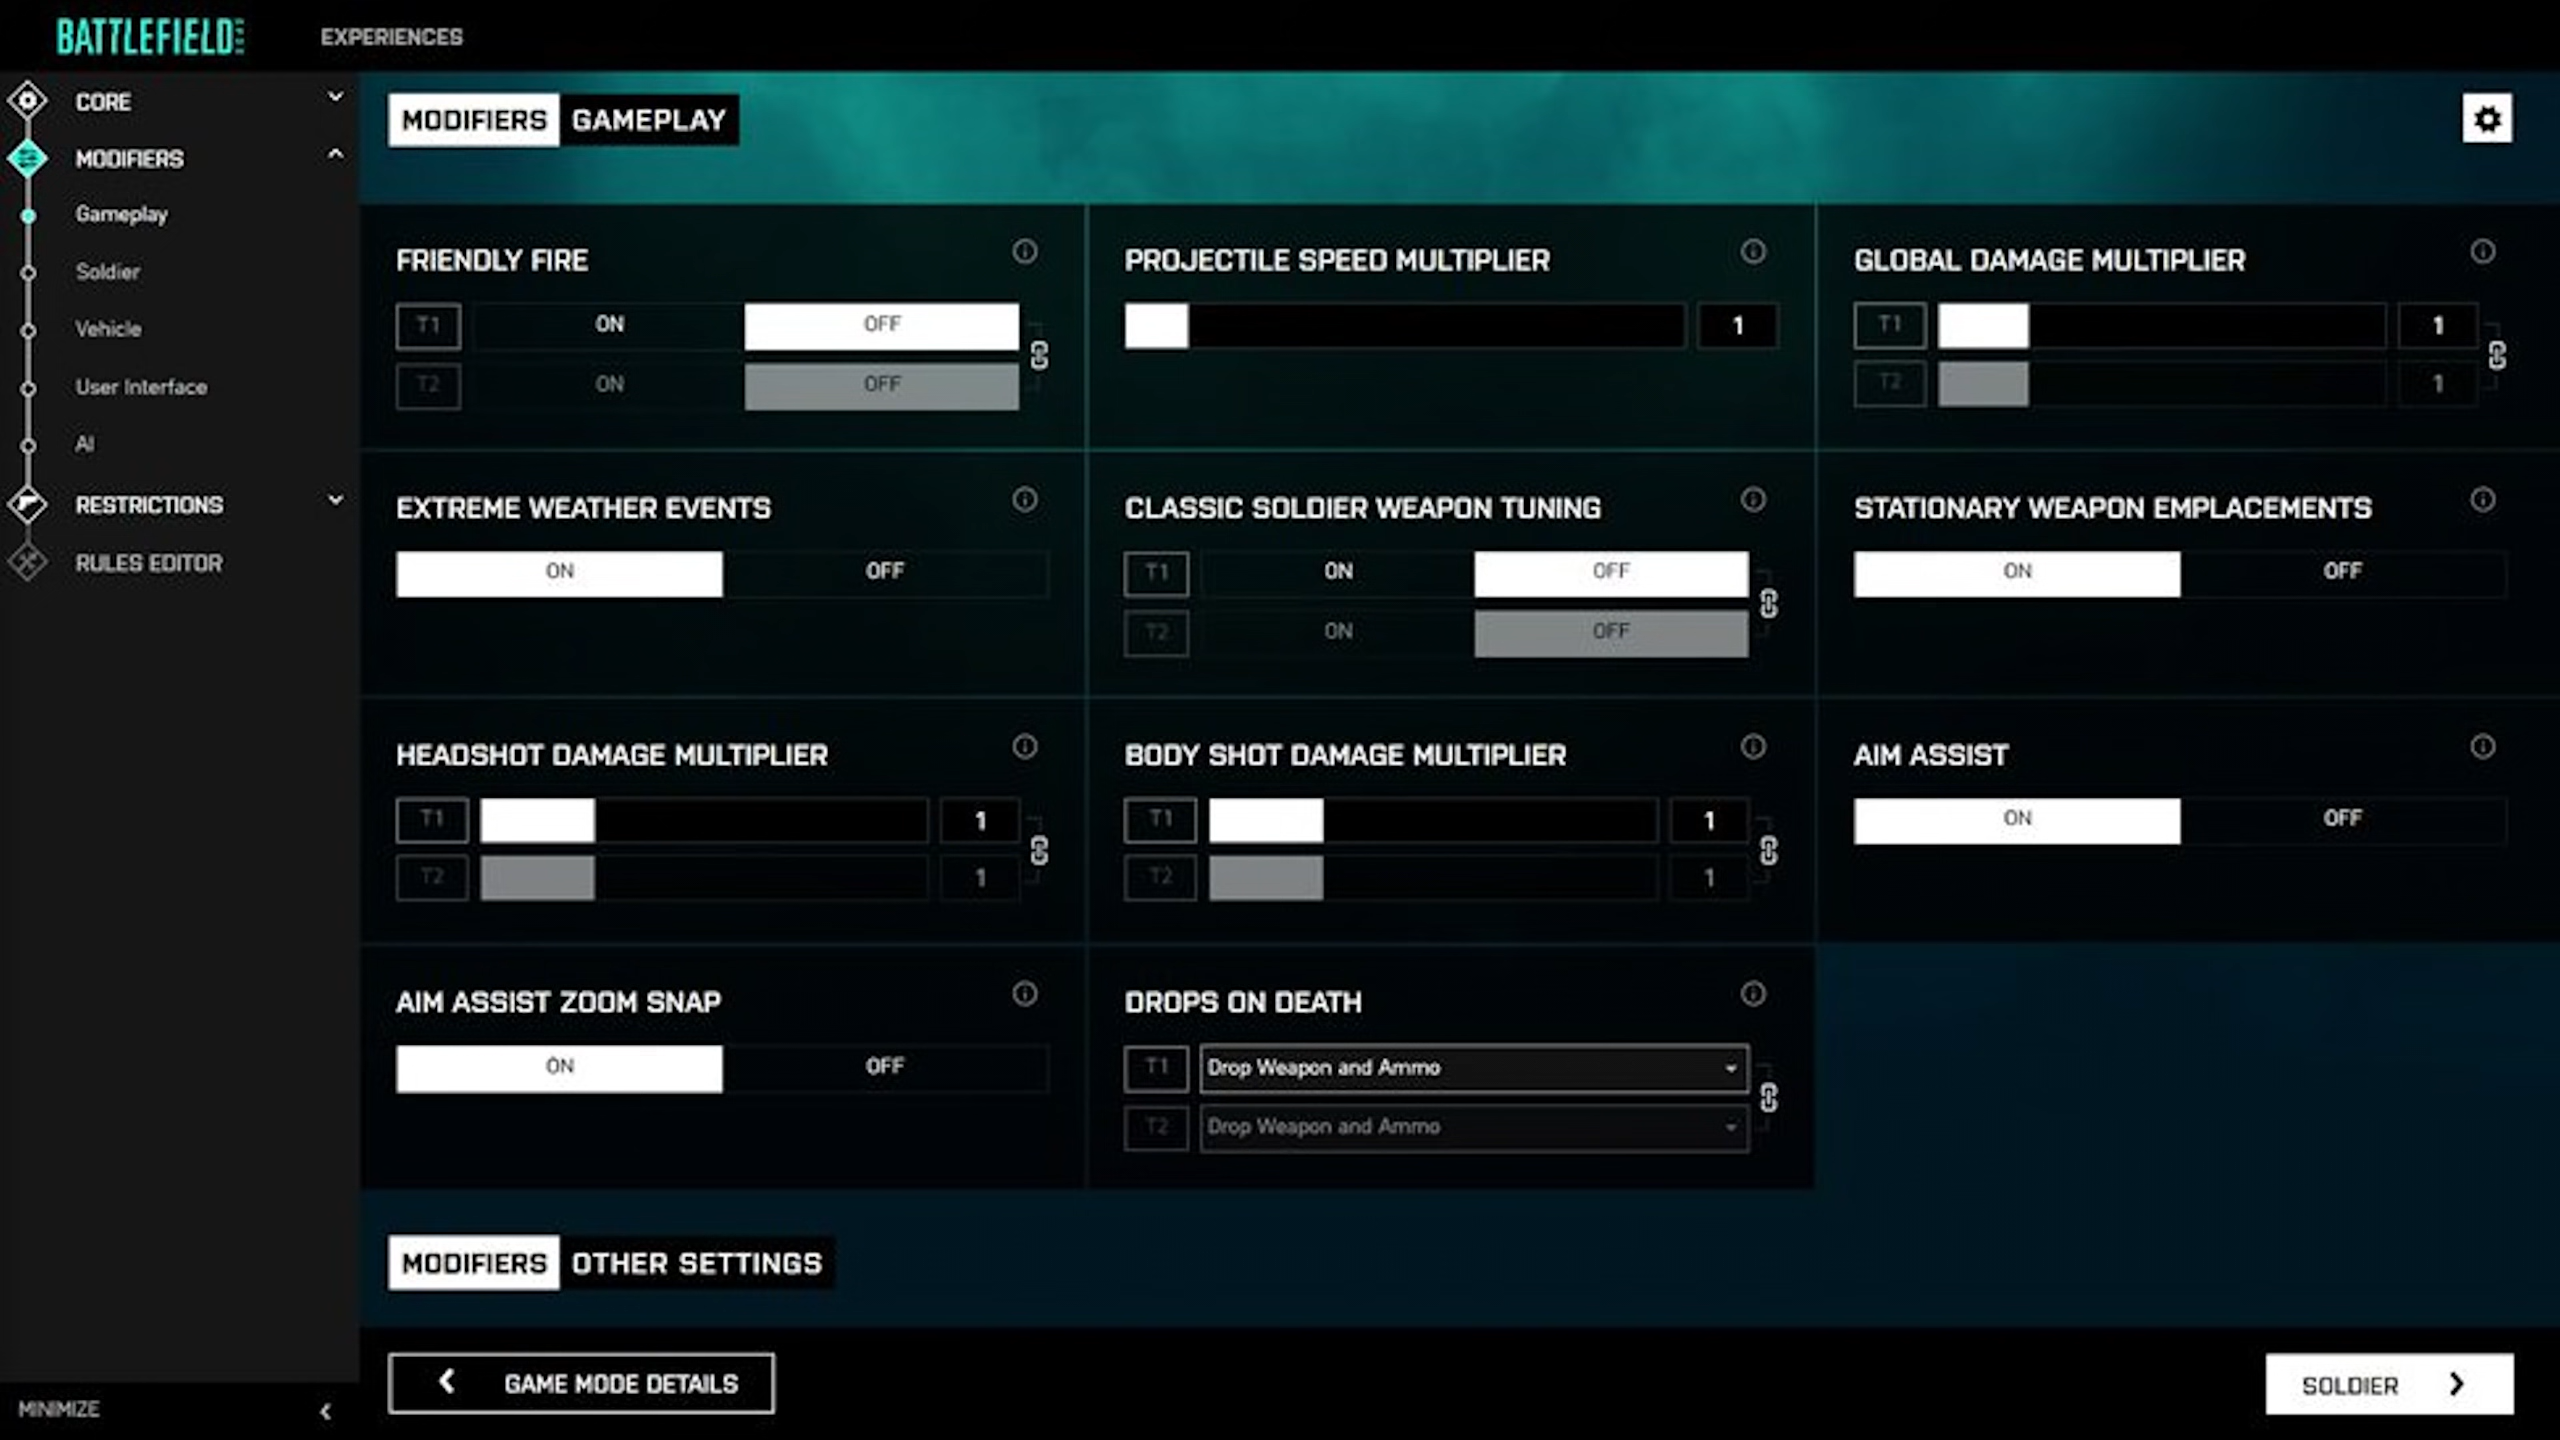 BATTLEFIELD
EXPERIENCES
CORE
MODIFIERS
Gameplay
Soldier
Vehicle
User Interface
AI
RESTRICTIONS
RULES EDITOR
MINIMIZE
MODIFIERS GAMEPLAY
FRIENDLY FIRE
T1 ON OFF
T2 ON OFF
PROJECTILE SPEED MULTIPLIER
1
GLOBAL DAMAGE MULTIPLIER
T1 1
T2 1
EXTREME WEATHER EVENTS
ON OFF
CLASSIC SOLDIER WEAPON TUNING
T1 ON OFF
T2 ON OFF
STATIONARY WEAPON EMPLACEMENTS
ON OFF
HEADSHOT DAMAGE MULTIPLIER
T1 1
T2 1
BODY SHOT DAMAGE MULTIPLIER
T1 1
T2 1
AIM ASSIST
ON OFF
AIM ASSIST ZOOM SNAP
ON OFF
DROPS ON DEATH
T1 Drop Weapon and Ammo
T2 Drop Weapon and Ammo
MODIFIERS OTHER SETTINGS
GAME MODE DETAILS
SOLDIER